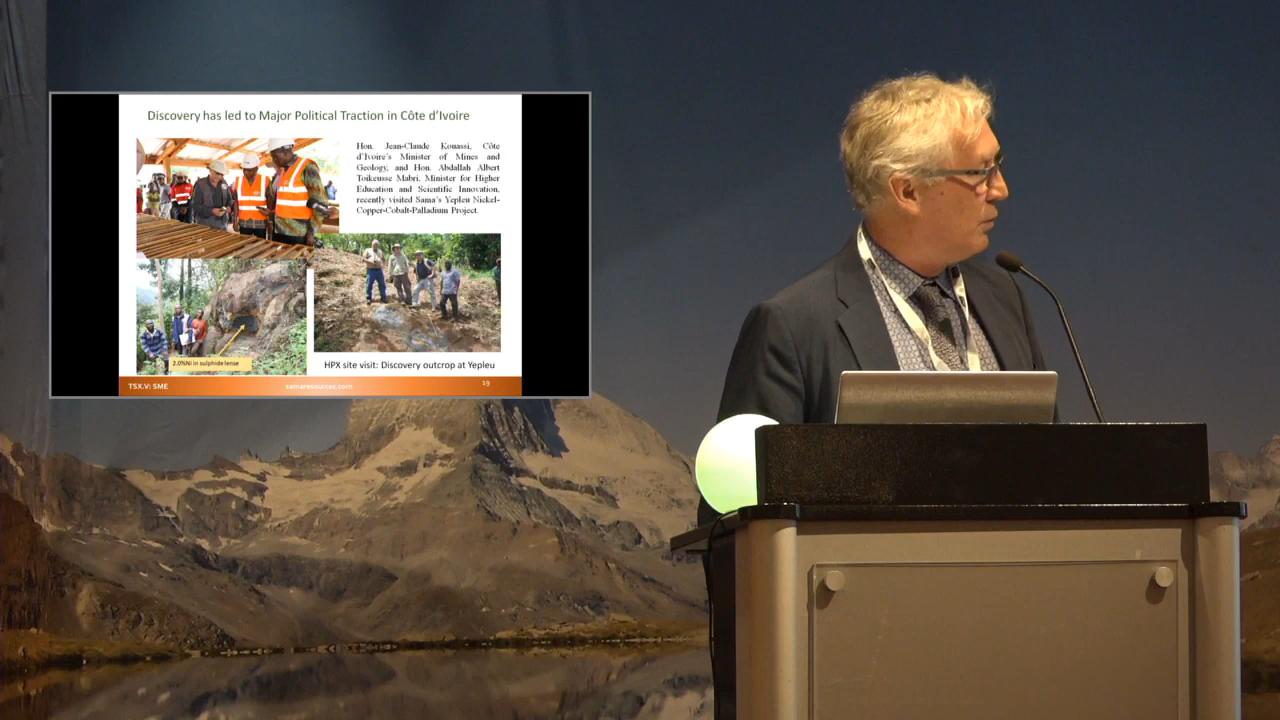 Discovery has led to Major Political Traction in Côte d'Ivoire
Hon. Jean-Claude Kouassi, Côte
d'Ivoire's Minister of Mines and
Geology, and Hon. Abdallah Albert
Toikeusse Mabri, Minister for Higher
Education and Scientific Innovation,
recently visited Sama's Yepleu Nickel-
Copper-Cobalt-Palladium Project.
2.0%Ni in sulphide lense
HPX site visit: Discovery outcrop at Yepleu
TSX.V: SME
samaresources.com
19